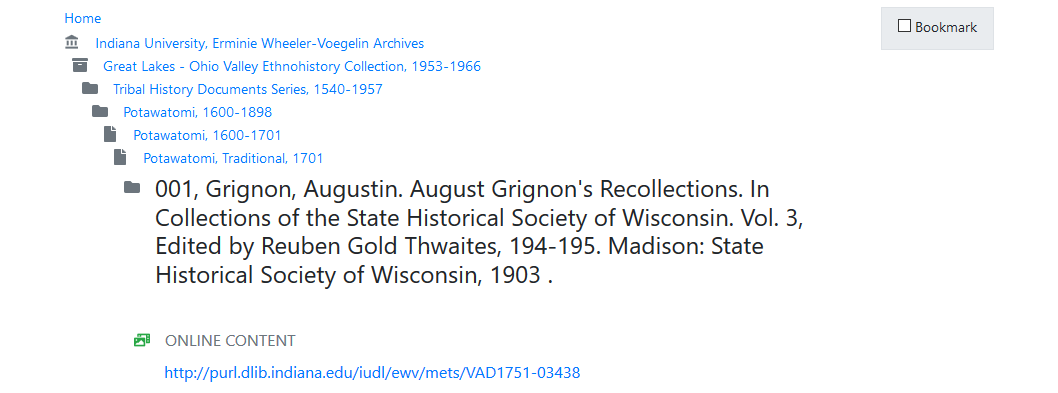 Home
Bookmark
Indiana University, Erminie Wheeler-Voegelin Archives
Great Lakes - Ohio Valley Ethnohistory Collection, 1953-1966
Tribal History Documents Series, 1540-1957
Potawatomi, 1600-1898
Potawatomi, 1600-1701
Potawatomi, Traditional, 1701
001, Grignon, Augustin. August Grignon's Recollections. In
Collections of the State Historical Society of Wisconsin. Vol. 3,
Edited by Reuben Gold Thwaites, 194-195. Madison: State
Historical Society of Wisconsin, 1903 .
ONLINE CONTENT
http://purl.dlib.indiana.edu/iudl/ewv/mets/VAD1751-03438